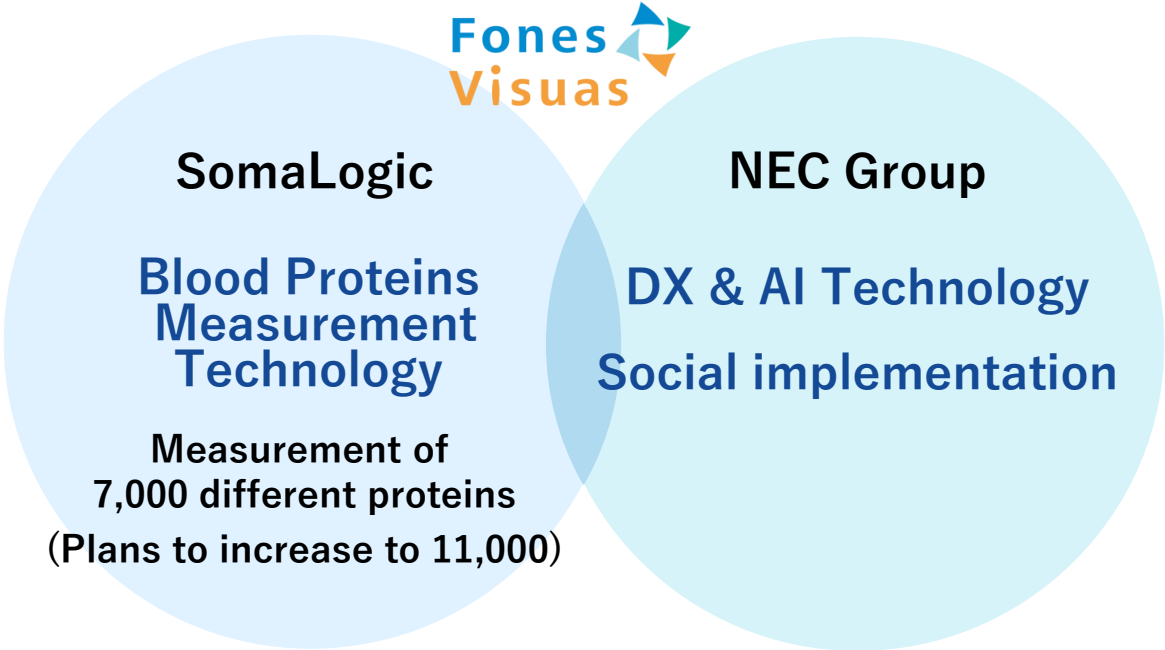 Fones
Visuas
SomaLogic
Blood Proteins
Measurement
Technology
Measurement of
7,000 different proteins
(Plans to increase to 11,000)
NEC Group
DX & AI Technology
Social implementation